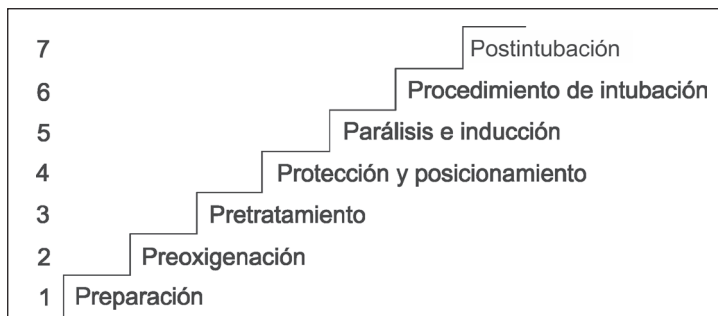 7 Postintubación
6 Procedimiento de intubación
5 Parálisis e inducción
4 Protección y posicionamiento
3 Pretratamiento
2 Preoxigenación
1 Preparación